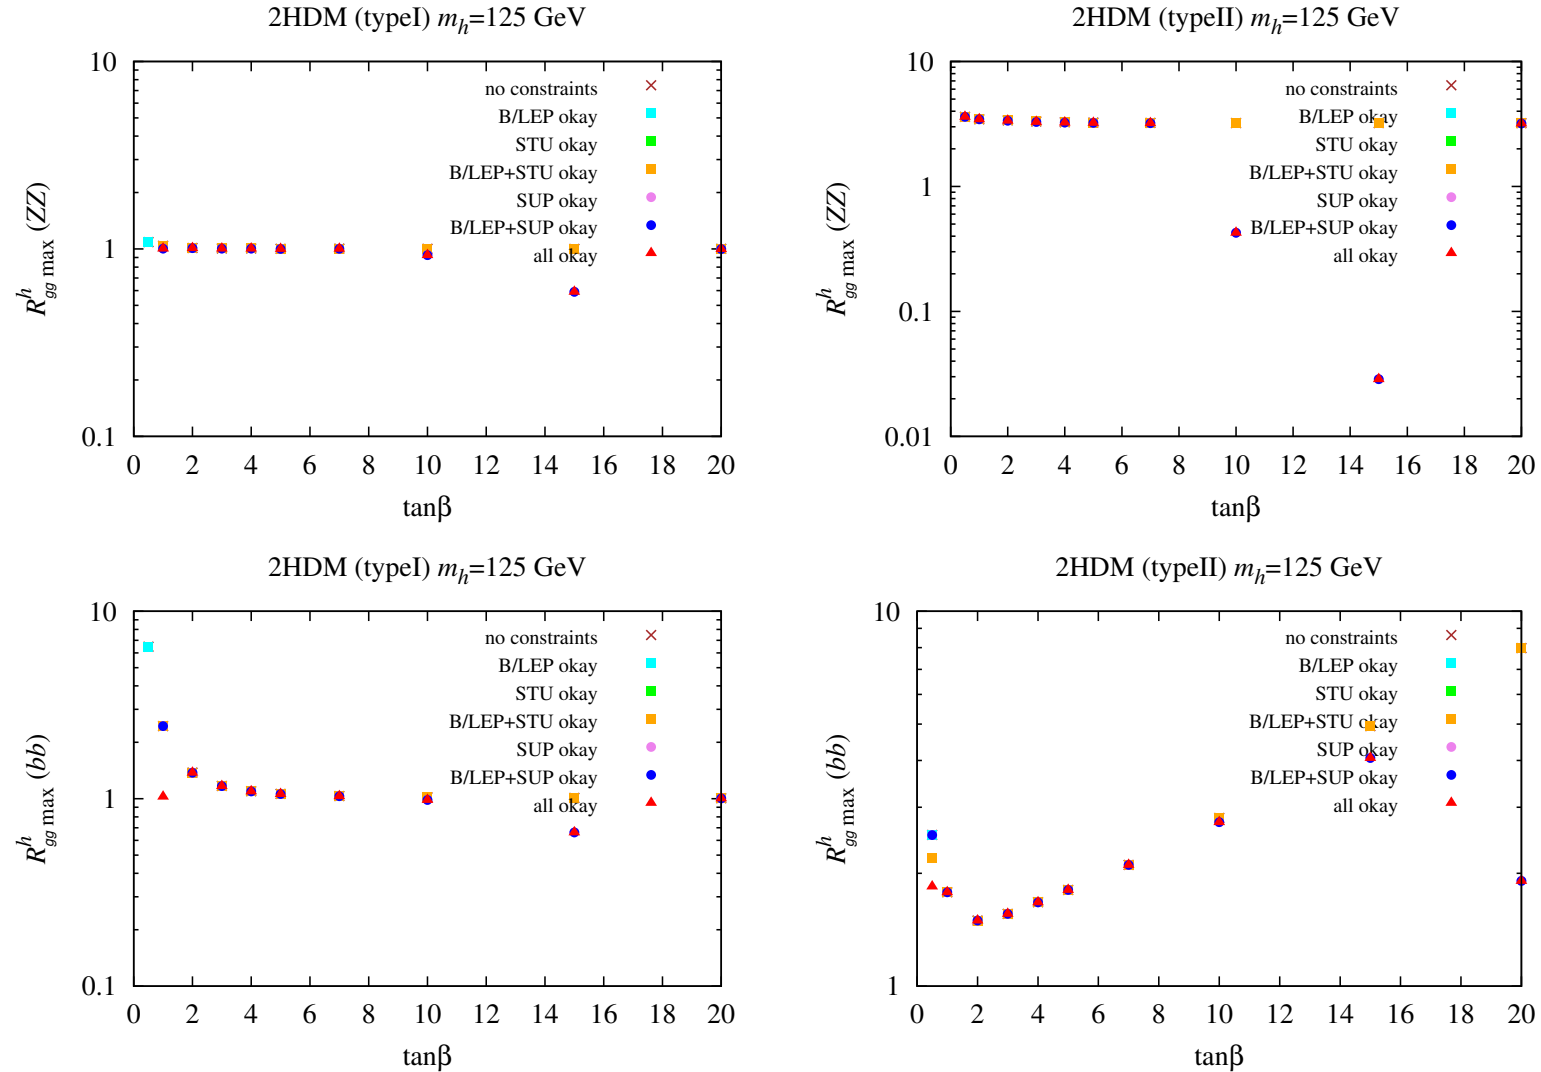 2HDM (typeI) m_h=125 GeV
10
1
0.1
R^h_gg max (ZZ)
no constraints
B/LEP okay
STU okay
B/LEP+STU okay
SUP okay
B/LEP+SUP okay
all okay
0 2 4 6 8 10 12 14 16 18 20
tanβ
2HDM (typeII) m_h=125 GeV
10
1
0.1
0.01
R^h_gg max (ZZ)
no constraints
B/LEP okay
STU okay
B/LEP+STU okay
SUP okay
B/LEP+SUP okay
all okay
0 2 4 6 8 10 12 14 16 18 20
tanβ
2HDM (typeI) m_h=125 GeV
10
1
0.1
R^h_gg max (bb)
no constraints
B/LEP okay
STU okay
B/LEP+STU okay
SUP okay
B/LEP+SUP okay
all okay
0 2 4 6 8 10 12 14 16 18 20
tanβ
2HDM (typeII) m_h=125 GeV
10
1
R^h_gg max (bb)
no constraints
B/LEP okay
STU okay
B/LEP+STU okay
SUP okay
B/LEP+SUP okay
all okay
0 2 4 6 8 10 12 14 16 18 20
tanβ